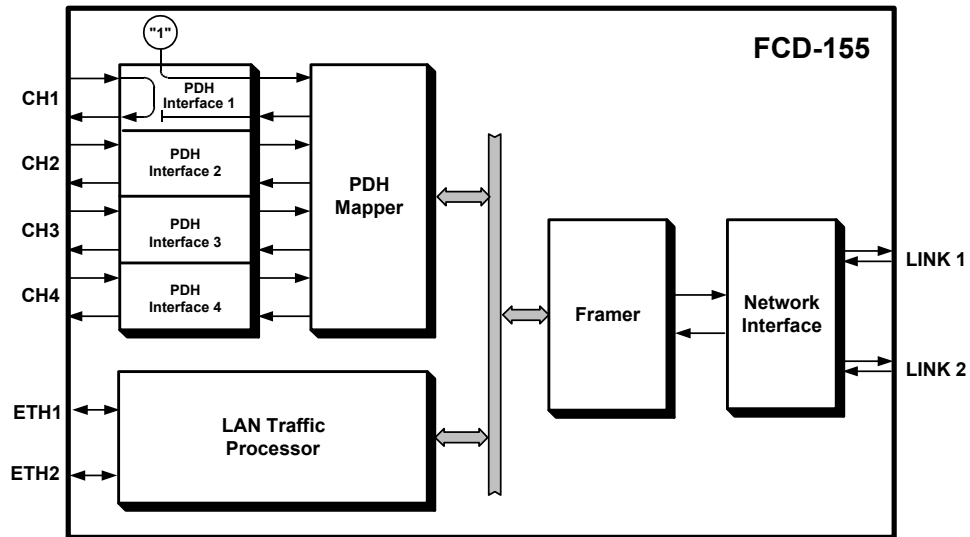 "1"
FCD-155
CH1
PDH
Interface 1
CH2
PDH
Interface 2
CH3
PDH
Interface 3
CH4
PDH
Interface 4
PDH
Mapper
Framer
Network
Interface
LINK 1
LINK 2
ETH1
ETH2
LAN Traffic
Processor